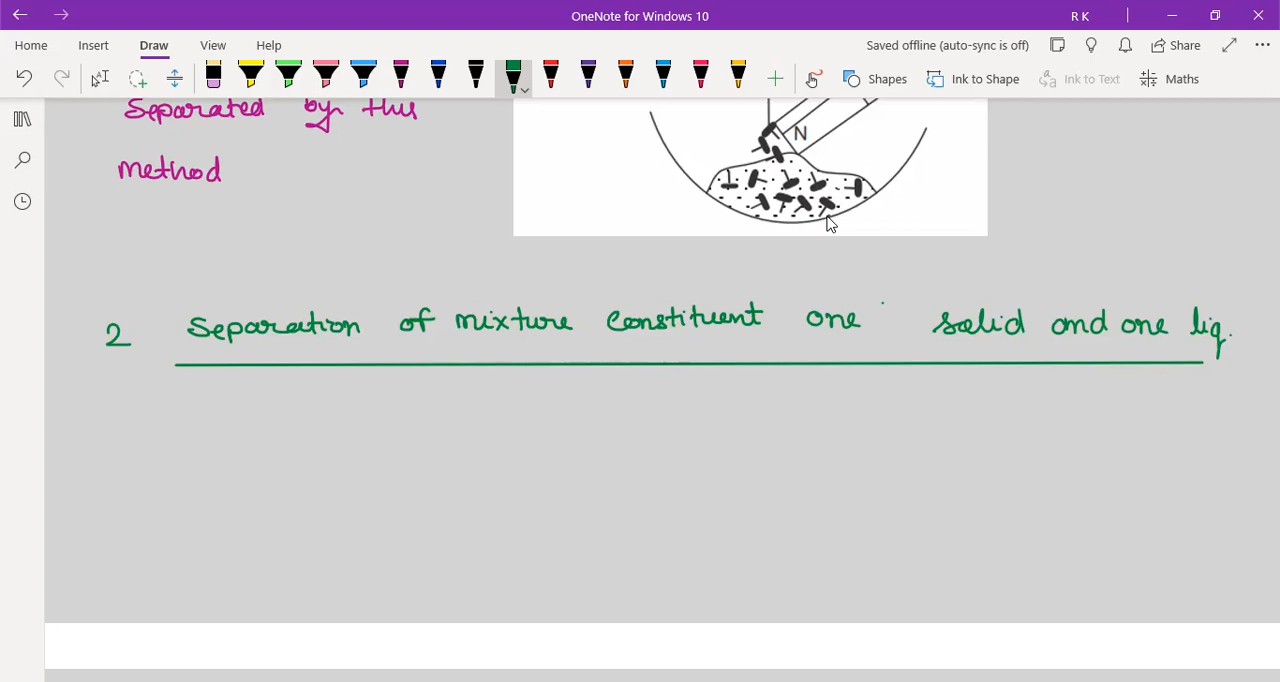 OneNote for Windows 10
R K
Home Insert Draw View Help
Saved offline (auto-sync is off) Share
Shapes Ink to Shape Ink to Text Maths
Separated by this
Method
N
2 Separation of mixture constituent one solid and one liq.